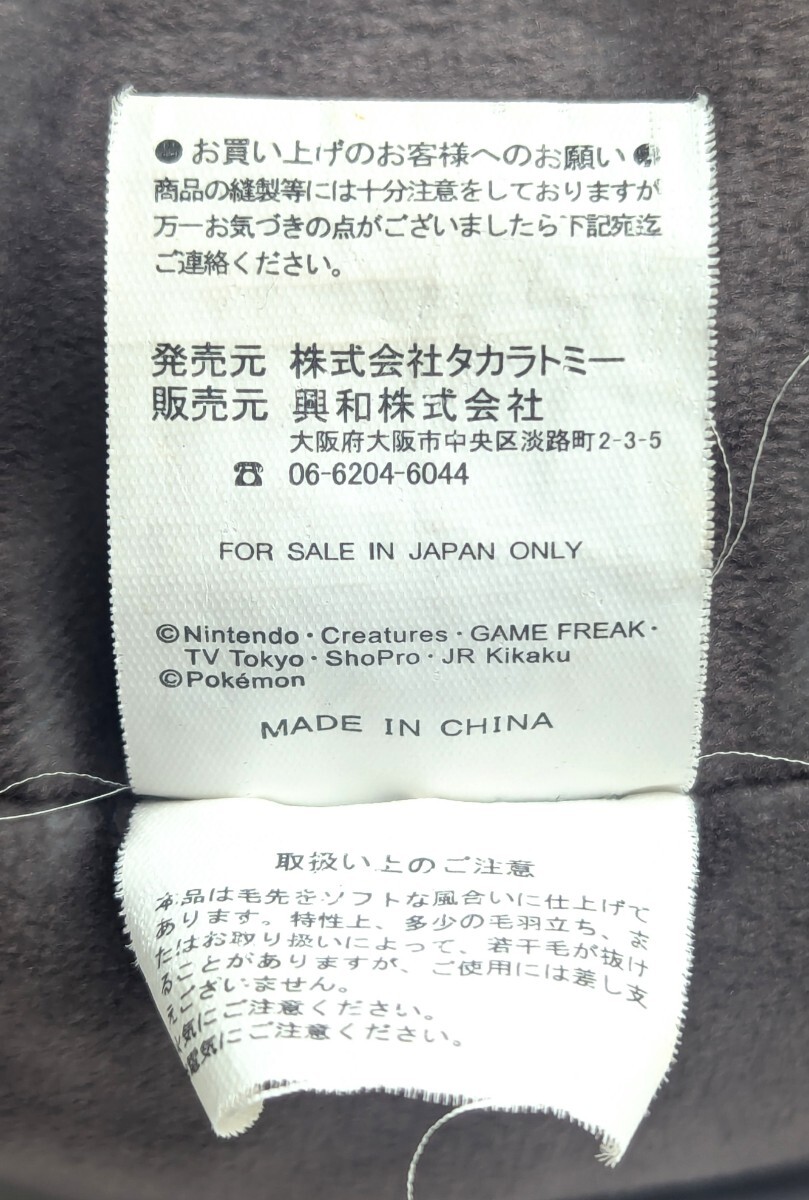 ●お買い上げのお客様へのお願い●
商品の縫製等には十分注意をしておりますが
万一お気づきの点がございましたら下記宛迄
ご連絡ください。
発売元 株式会社タカラトミー
販売元 興和株式会社
大阪府大阪市中央区淡路町2-3-5
☎ 06-6204-6044
FOR SALE IN JAPAN ONLY
©Nintendo・Creatures・GAME FREAK・
TV Tokyo・ShoPro・JR Kikaku
©Pokémon
MADE IN CHINA
取扱い上のご注意
本品は毛先をソフトな風合いに仕上げて
あります。特性上、多少の毛羽立ち、ま
たはお取り扱いによって、若干毛が抜け
ることがありますが、ご使用には差し支
えございません。
火気にご注意ください。
静電気にご注意ください。